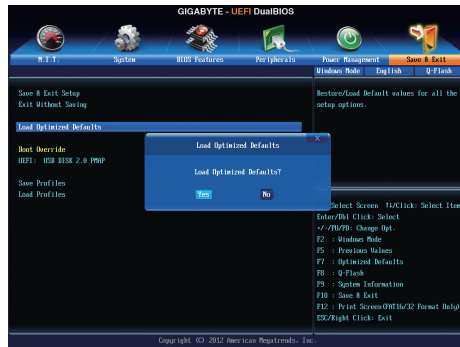 GIGABYTE - UEFI DualBIOS
M.I.T.
System
BIOS Features
Peripherals
Power Management
Save & Exit
Windows Mode
English
Q-Flash
Save & Exit Setup
Exit Without Saving
Load Optimized Defaults
Boot Override
UEFI: USB DISK 2.0 PMAP
Save Profiles
Load Profiles
Restore/Load Default values for all the
setup options.
X
Load Optimized Defaults
Load Optimized Defaults?
Yes
No
Select Screen ↑↓/Click: Select Item
Enter/Dbl Click: Select
+/-/PU/PD: Change Opt.
F2 : Windows Mode
F5 : Previous Values
F7 : Optimized Defaults
F8 : Q-Flash
F9 : System Information
F10 : Save & Exit
F12 : Print Screen(FAT16/32 Format Only)
ESC/Right Click: Exit
Copyright (C) 2012 American Megatrends, Inc.